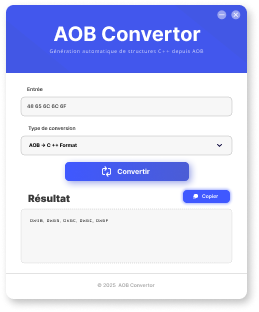 AOB Convertor
Génération automatique de structures C++ depuis AOB
Entrée
48 65 6C 6C 6F
Type de conversion
AOB → C ++ Format
Convertir
Résultat
Copier
0x48, 0x65, 0x6C, 0x6C, 0x6F
© 2025 AOB Convertor